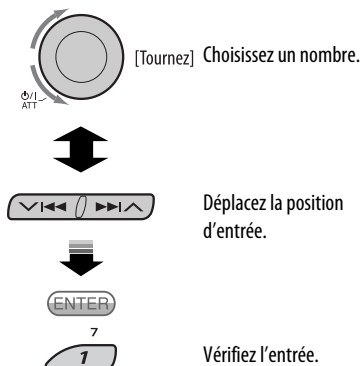 [Tournez] Choisissez un nombre.
⏻/I
ATT
Déplacez la position
d'entrée.
ENTER
7
1
Vérifiez l'entrée.